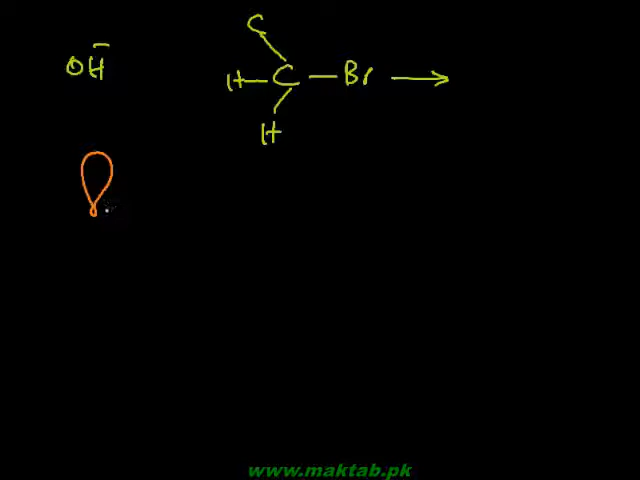 C
OH⁻ H—C—Br →
H
www.maktab.pk